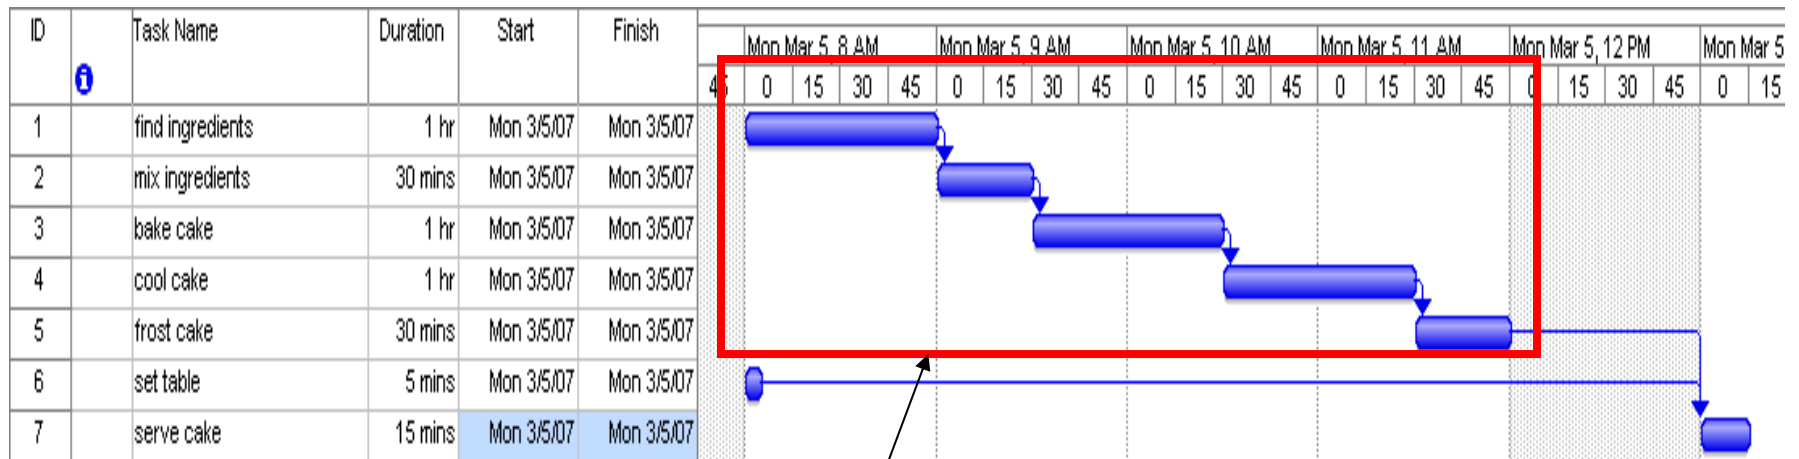 ID Task Name Duration Start Finish
Mon Mar 5, 8 AM Mon Mar 5, 9 AM Mon Mar 5, 10 AM Mon Mar 5, 11 AM Mon Mar 5, 12 PM Mon Mar 5
45 0 15 30 45 0 15 30 45 0 15 30 45 0 15 30 45 0 15 30 45 0 15
1 find ingredients 1 hr Mon 3/5/07 Mon 3/5/07
2 mix ingredients 30 mins Mon 3/5/07 Mon 3/5/07
3 bake cake 1 hr Mon 3/5/07 Mon 3/5/07
4 cool cake 1 hr Mon 3/5/07 Mon 3/5/07
5 frost cake 30 mins Mon 3/5/07 Mon 3/5/07
6 set table 5 mins Mon 3/5/07 Mon 3/5/07
7 serve cake 15 mins Mon 3/5/07 Mon 3/5/07